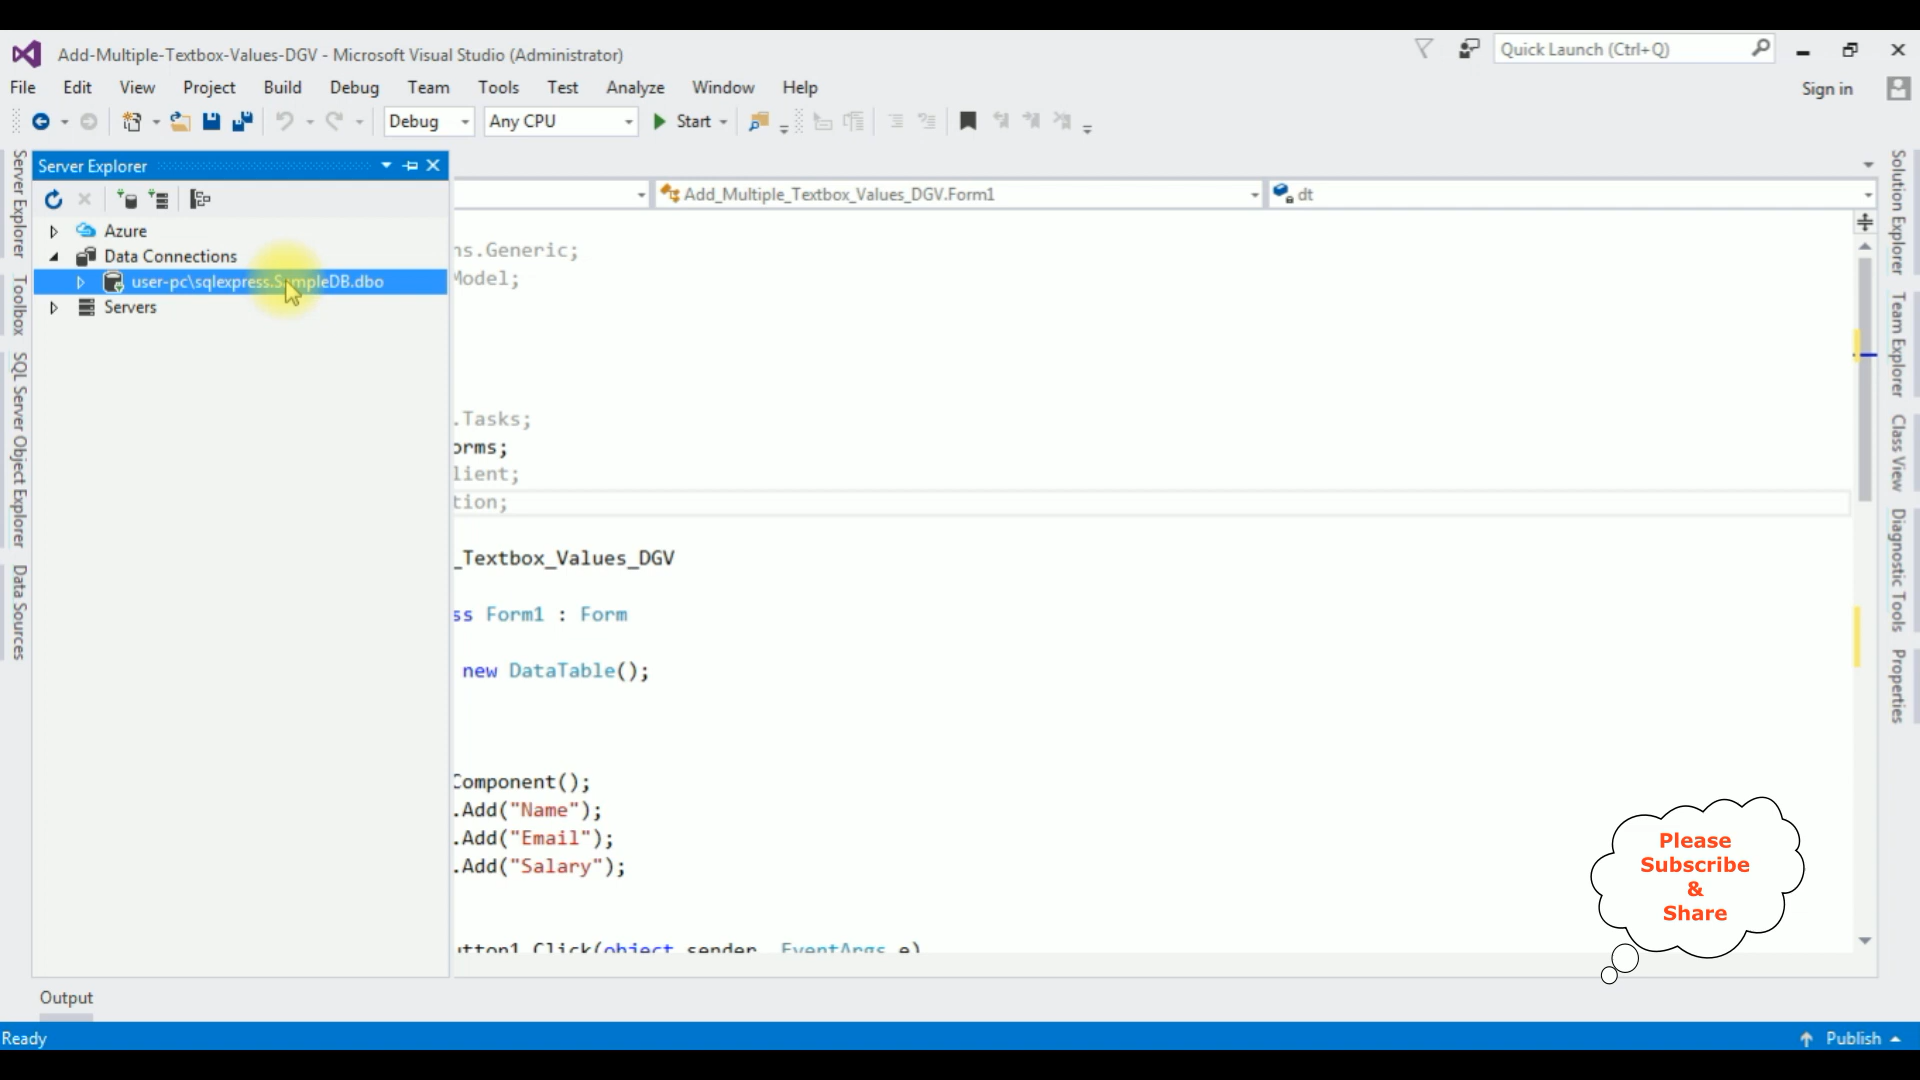 Add-Multiple-Textbox-Values-DGV - Microsoft Visual Studio (Administrator)
Quick Launch (Ctrl+Q)
File Edit View Project Build Debug Team Tools Test Analyze Window Help
Sign in
Debug Any CPU Start
Server Explorer
Add_Multiple_Textbox_Values_DGV.Form1
dt
Azure
Data Connections
user-pc\sqlexpress.SampleDB.dbo
Servers
Server Explorer
Toolbox
SQL Server Object Explorer
Data Sources
ns.Generic;
Model;
.Tasks;
orms;
lient;
tion;
_Textbox_Values_DGV
ss Form1 : Form
new DataTable();
Component();
.Add("Name");
.Add("Email");
.Add("Salary");
utton1_Click(object sender, EventArgs e)
Solution Explorer
Team Explorer
Class View
Diagnostic Tools
Properties
Please
Subscribe
&
Share
Output
Ready
Publish